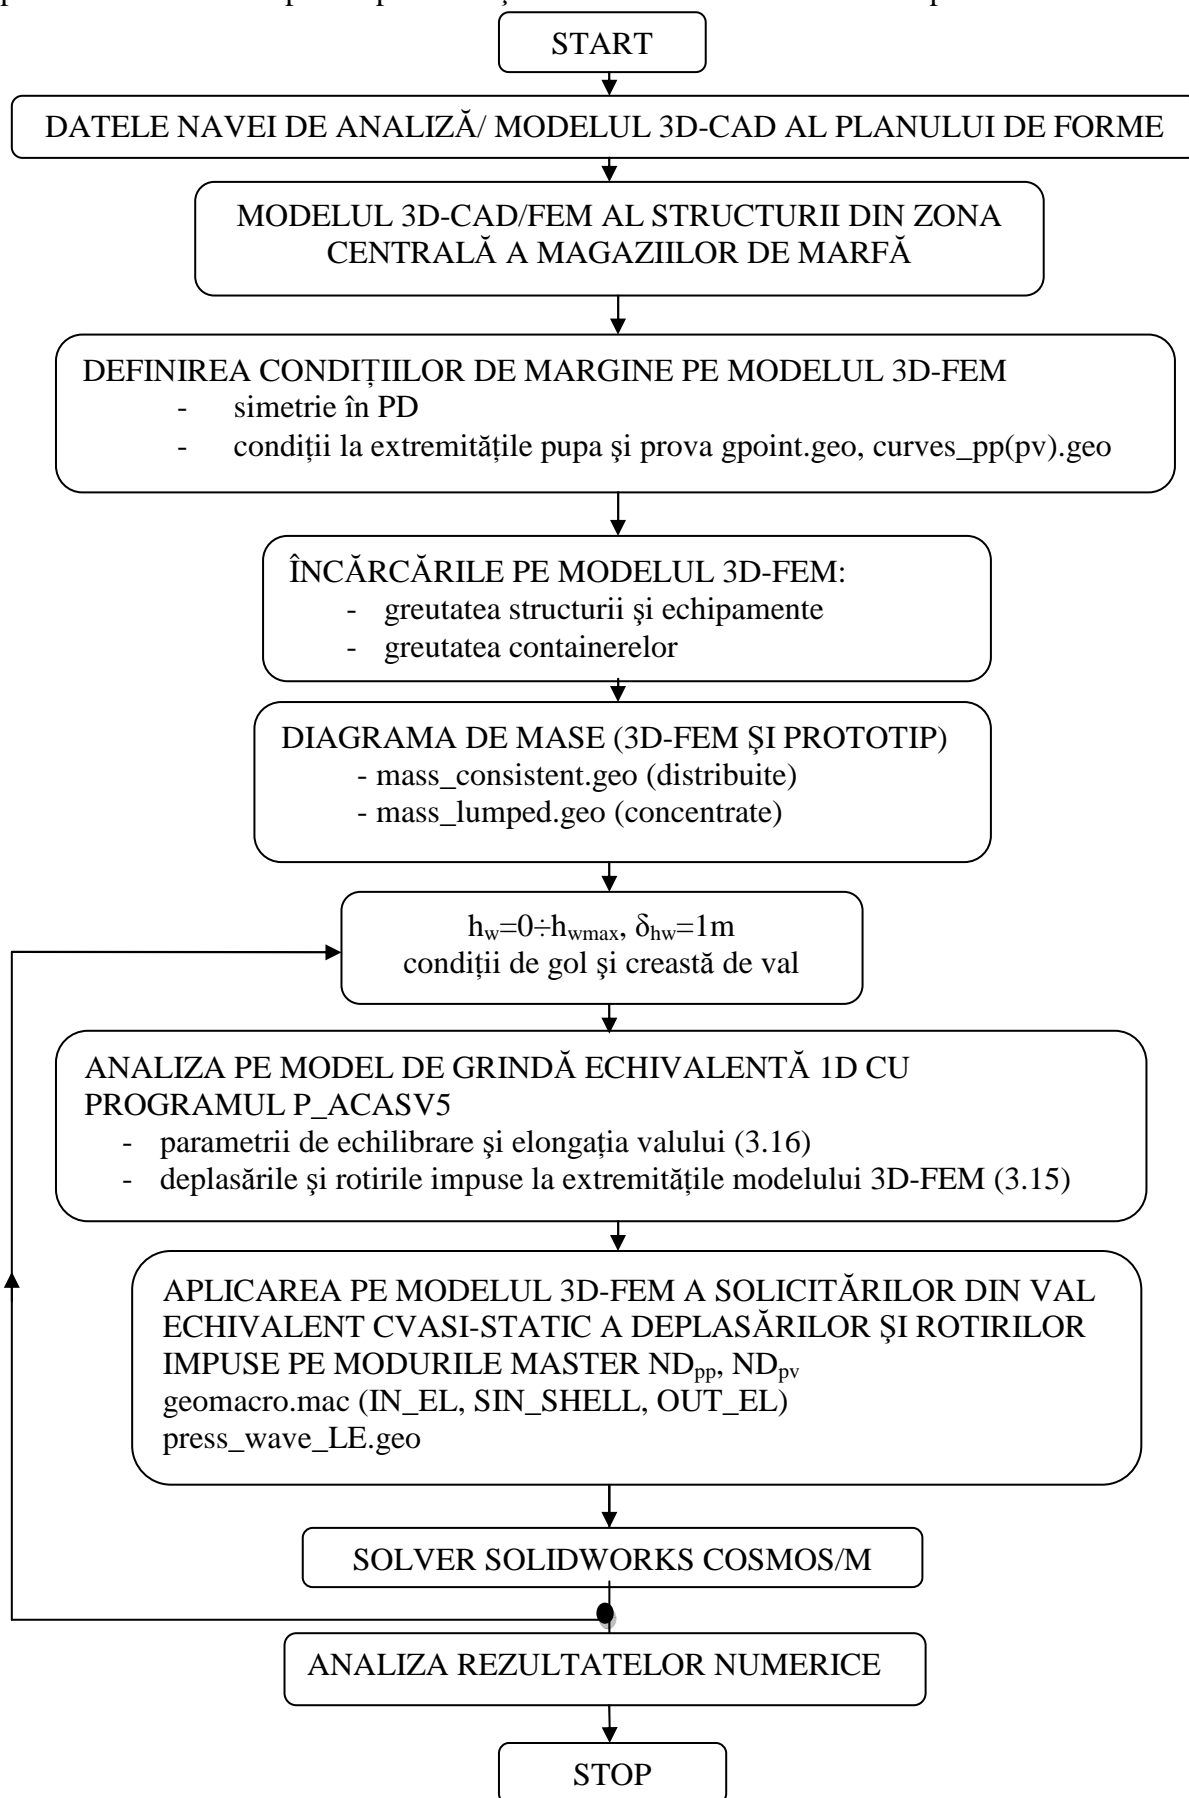 START
DATELE NAVEI DE ANALIZĂ/ MODELUL 3D-CAD AL PLANULUI DE FORME
MODELUL 3D-CAD/FEM AL STRUCTURII DIN ZONA
CENTRALĂ A MAGAZIILOR DE MARFĂ
DEFINIREA CONDIȚIILOR DE MARGINE PE MODELUL 3D-FEM
- simetrie în PD
- condiții la extremitățile pupa şi prova gpoint.geo, curves_pp(pv).geo
ÎNCĂRCĂRILE PE MODELUL 3D-FEM:
- greutatea structurii şi echipamente
- greutatea containerelor
DIAGRAMA DE MASE (3D-FEM ŞI PROTOTIP)
- mass_consistent.geo (distribuite)
- mass_lumped.geo (concentrate)
hw=0÷hwmax, δhw=1m
condiții de gol şi creastă de val
ANALIZA PE MODEL DE GRINDĂ ECHIVALENTĂ 1D CU
PROGRAMUL P_ACASV5
- parametrii de echilibrare şi elongația valului (3.16)
- deplasările şi rotirile impuse la extremitățile modelului 3D-FEM (3.15)
APLICAREA PE MODELUL 3D-FEM A SOLICITĂRILOR DIN VAL
ECHIVALENT CVASI-STATIC A DEPLASĂRILOR ŞI ROTIRILOR
IMPUSE PE MODURILE MASTER NDpp, NDpv
geomacro.mac (IN_EL, SIN_SHELL, OUT_EL)
press_wave_LE.geo
SOLVER SOLIDWORKS COSMOS/M
ANALIZA REZULTATELOR NUMERICE
STOP